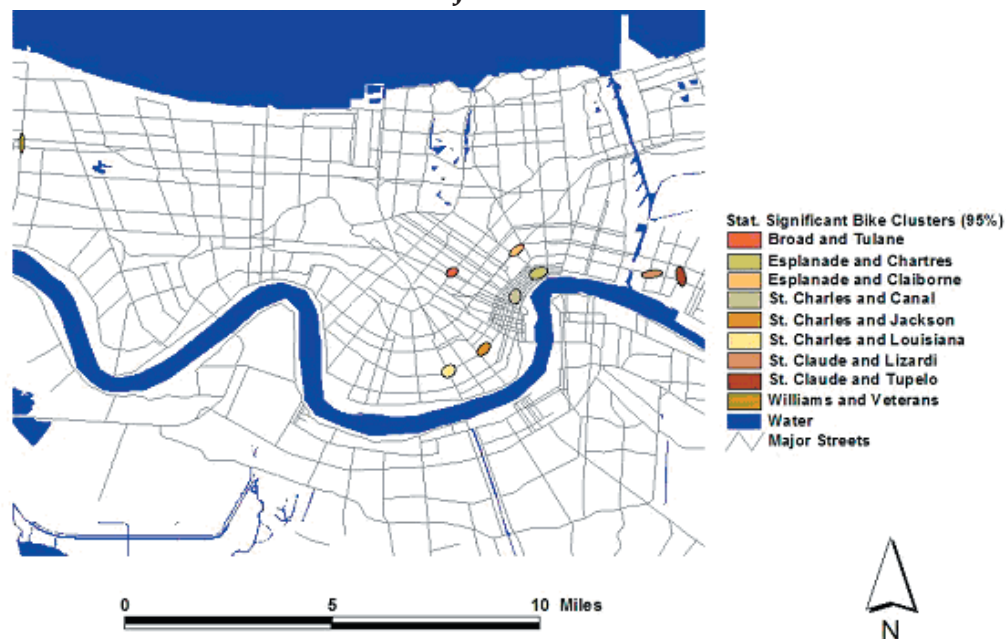 Stat. Significant Bike Clusters (95%)
Broad and Tulane
Esplanade and Chartres
Esplanade and Claiborne
St. Charles and Canal
St. Charles and Jackson
St. Charles and Louisiana
St. Claude and Lizardi
St. Claude and Tupelo
Williams and Veterans
Water
Major Streets
0 5 10 Miles
N